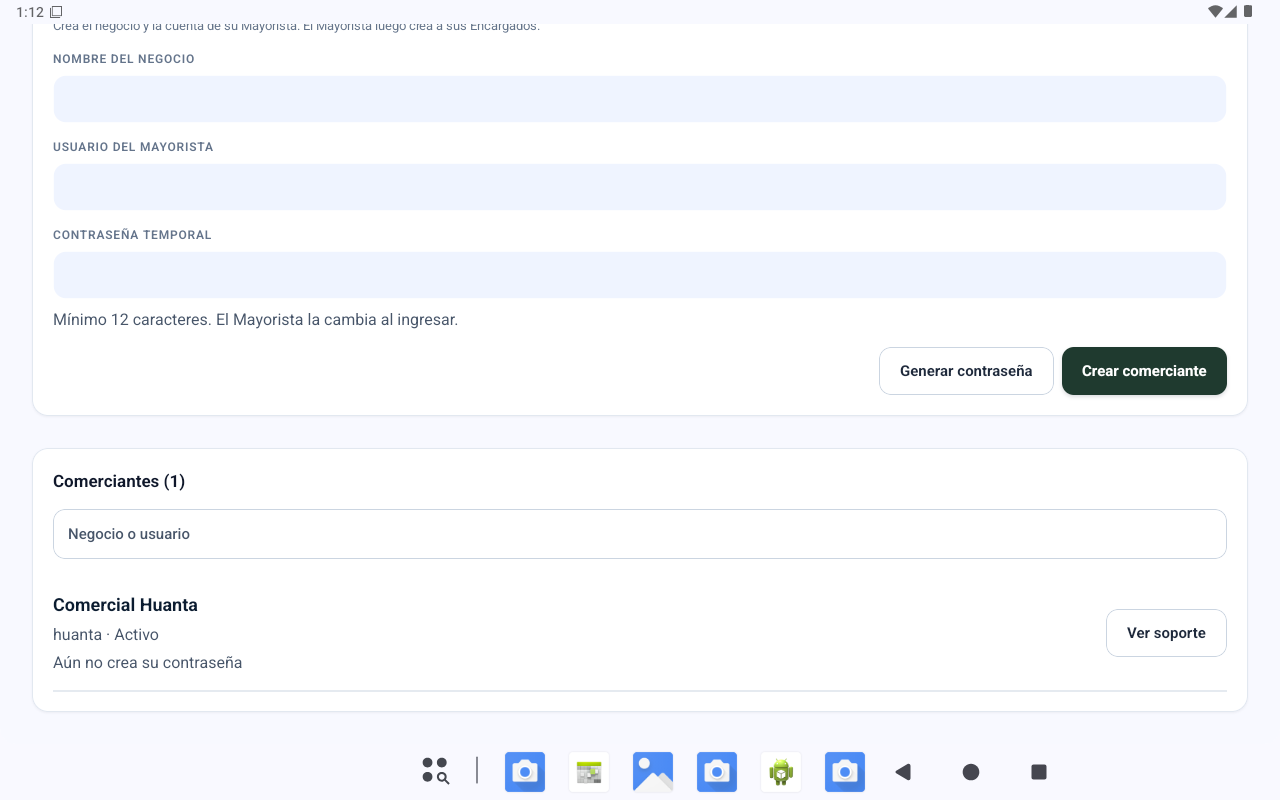 1:12
Crea el negocio y la cuenta de su Mayorista. El Mayorista luego crea a sus Encargados.
NOMBRE DEL NEGOCIO
USUARIO DEL MAYORISTA
CONTRASEÑA TEMPORAL
Mínimo 12 caracteres. El Mayorista la cambia al ingresar.
Generar contraseña
Crear comerciante
Comerciantes (1)
Negocio o usuario
Comercial Huanta
huanta · Activo
Aún no crea su contraseña
Ver soporte